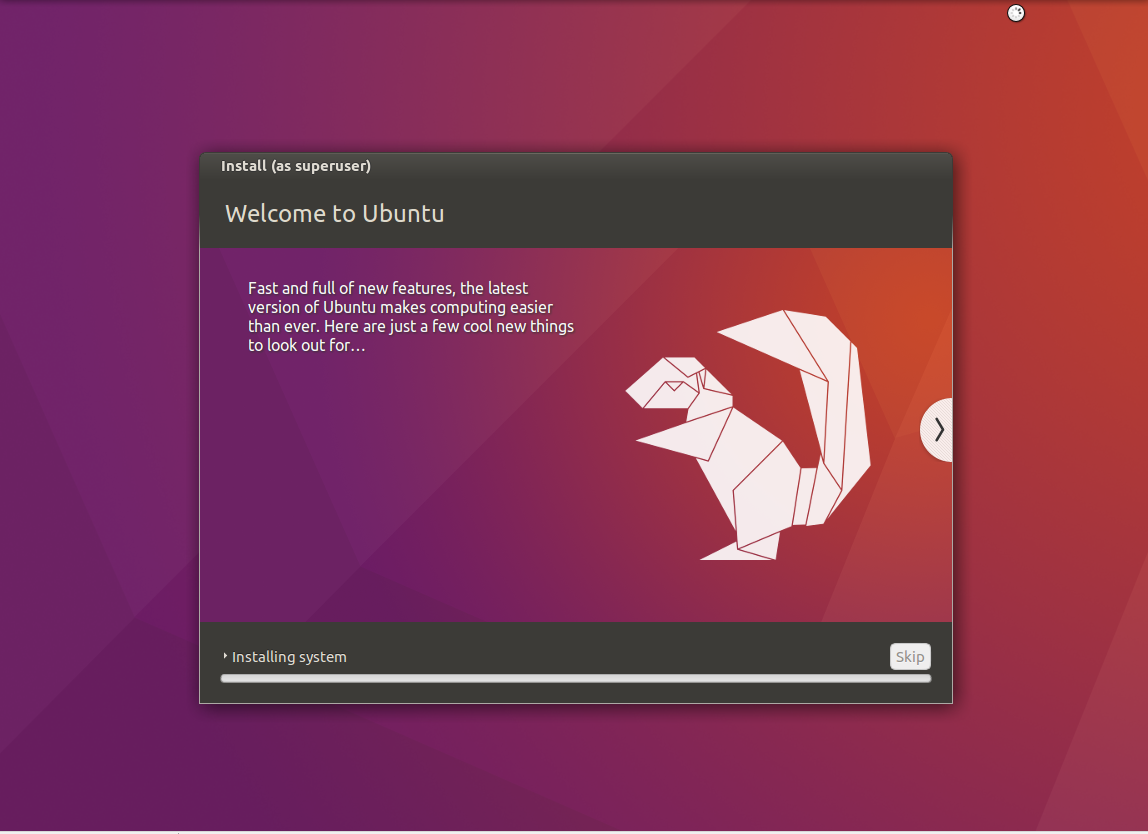 Install (as superuser)
Welcome to Ubuntu
Fast and full of new features, the latest
version of Ubuntu makes computing easier
than ever. Here are just a few cool new things
to look out for…
Installing system
Skip